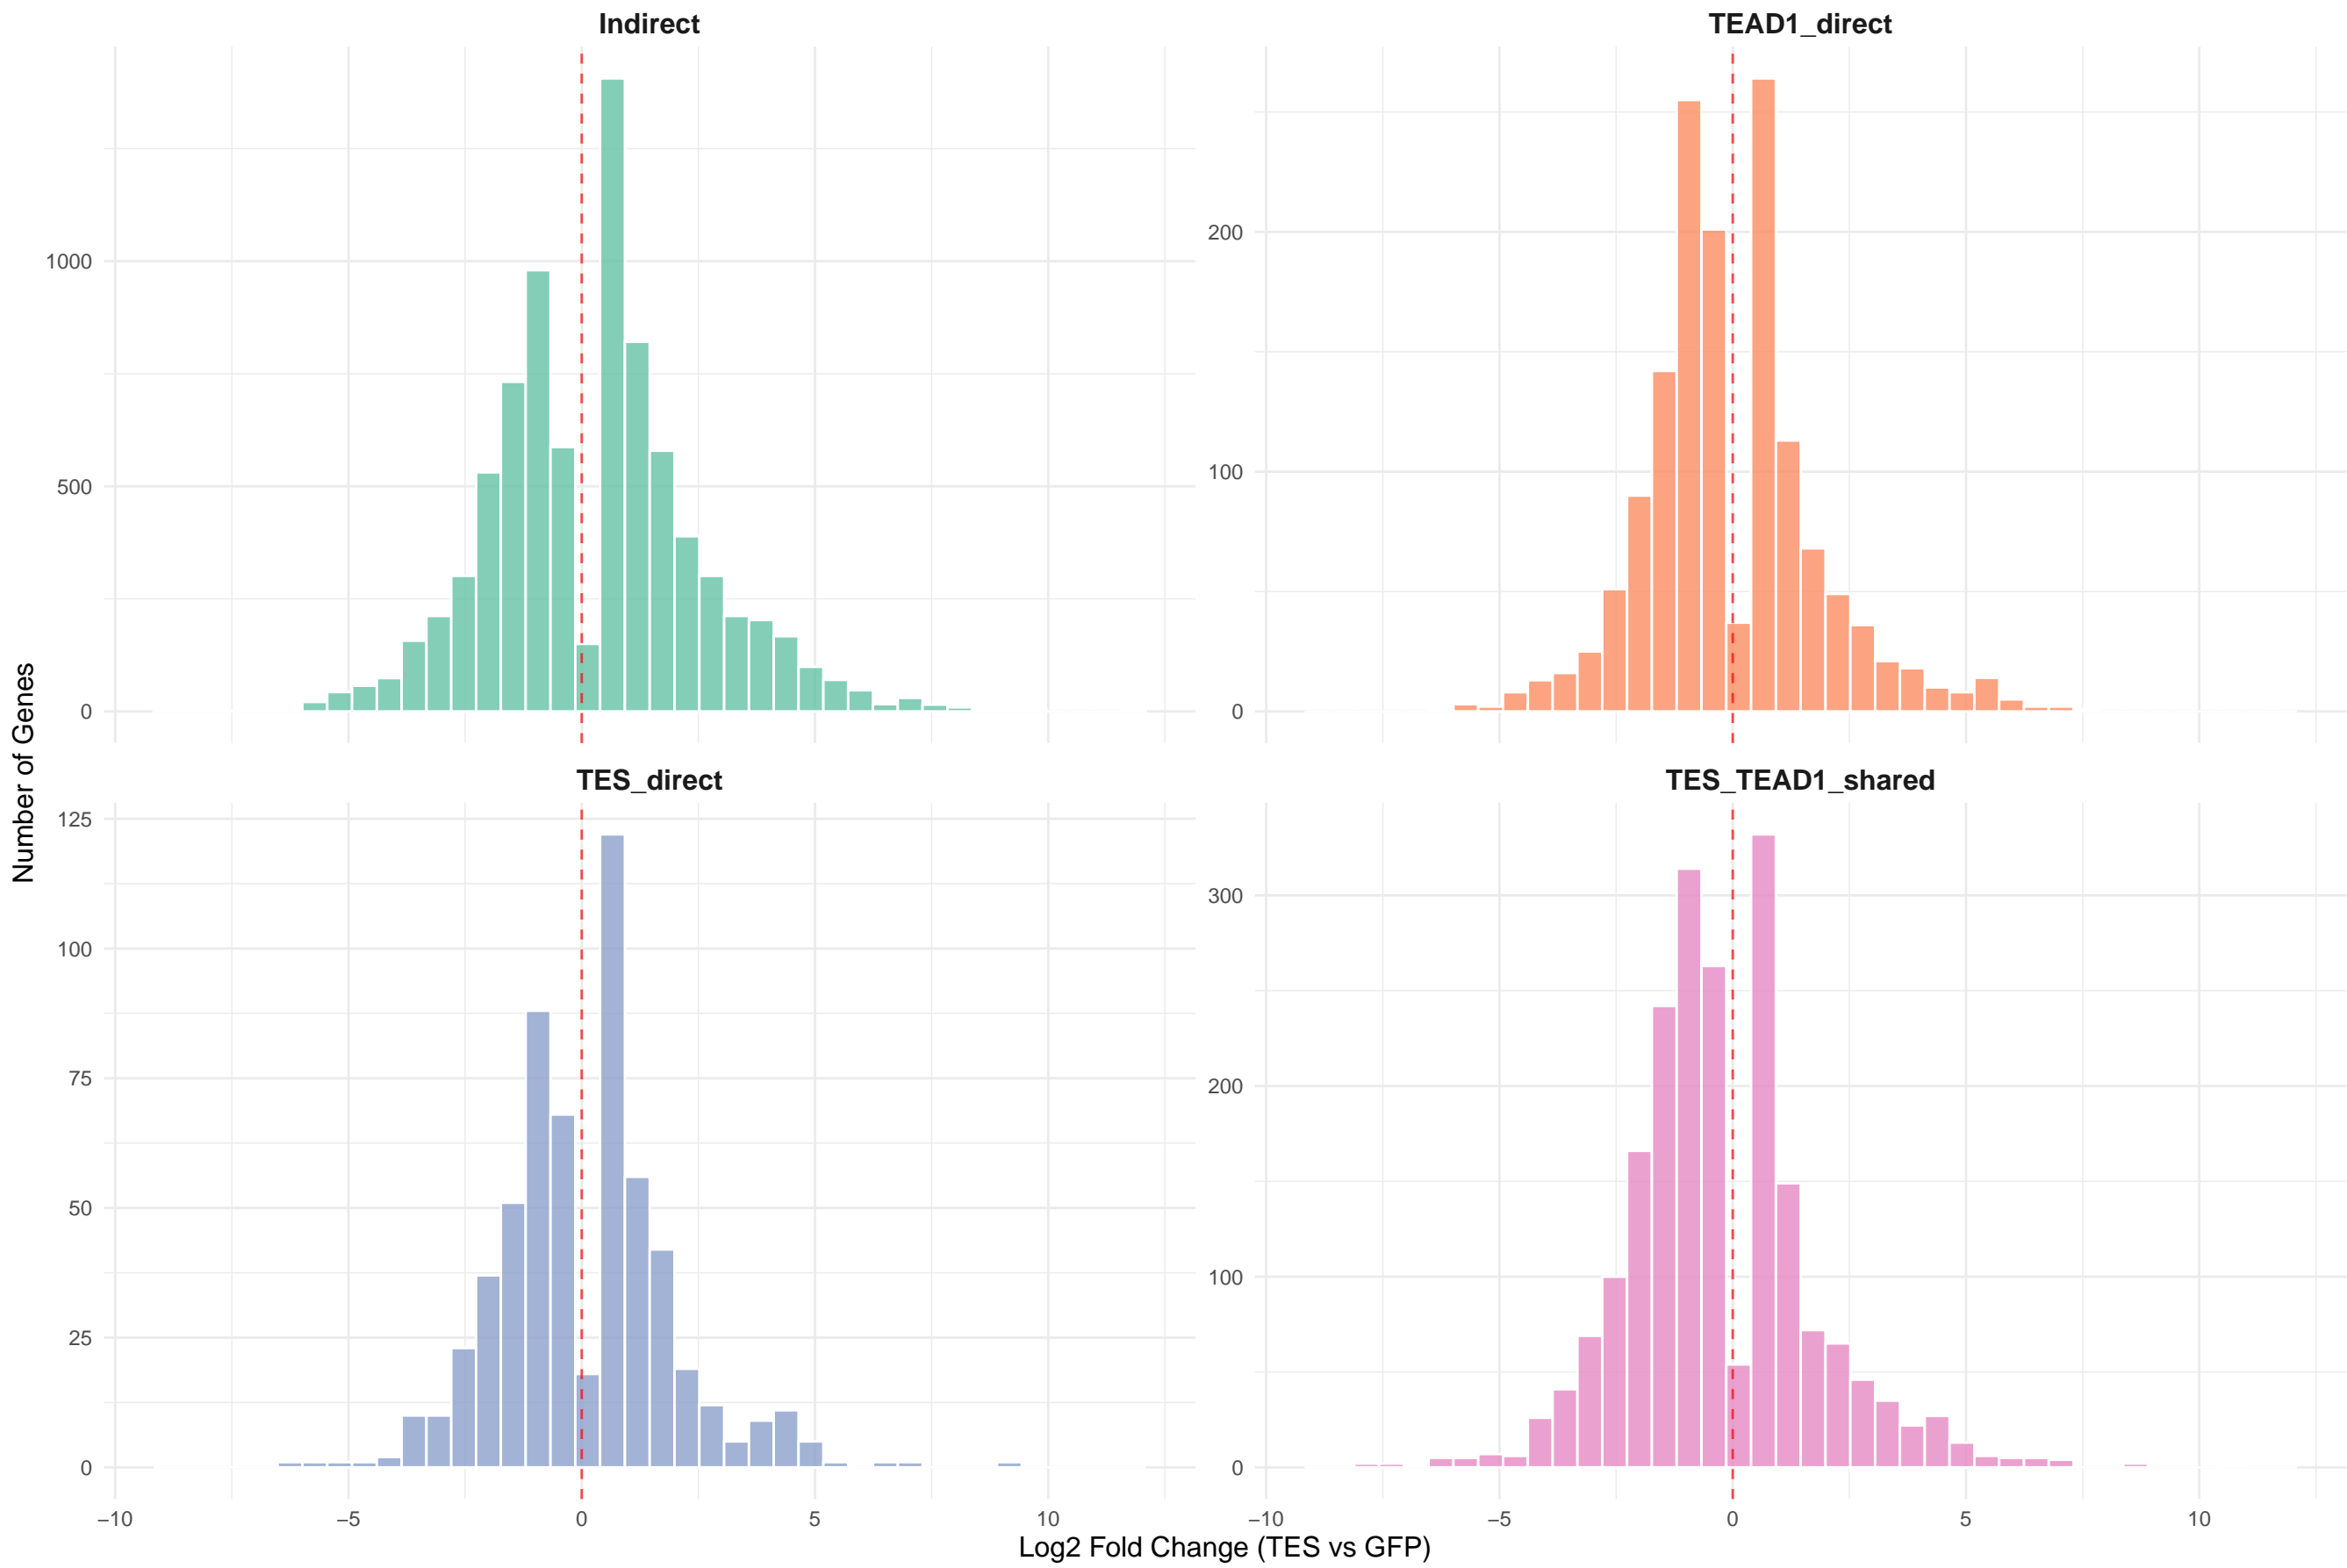 Indirect
TEAD1_direct
1000
500
0
200
100
0
Number of Genes
TES_direct
TES_TEAD1_shared
125
100
75
50
25
0
300
200
100
0
−10 −5 0 5 10
−10 −5 0 5 10
Log2 Fold Change (TES vs GFP)